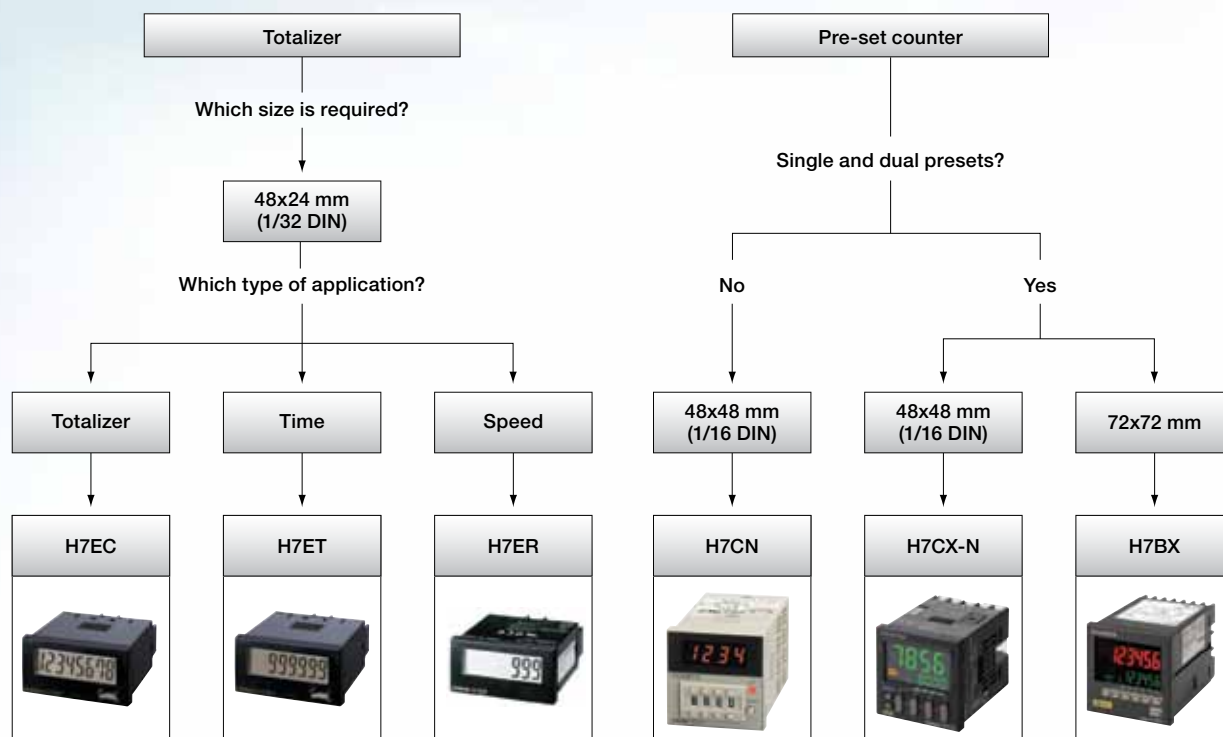 Totalizer
Pre-set counter
Which size is required?
Single and dual presets?
48x24 mm
(1/32 DIN)
Which type of application?
No
Yes
Totalizer
Time
Speed
48x48 mm
(1/16 DIN)
48x48 mm
(1/16 DIN)
72x72 mm
H7EC
H7ET
H7ER
H7CN
H7CX-N
H7BX
12345678
999999
999
1234
7856
123456
123456